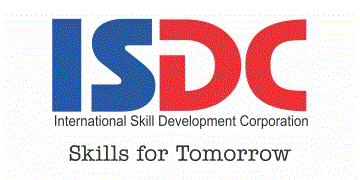 ISDC
International Skill Development Corporation
Skills for Tomorrow